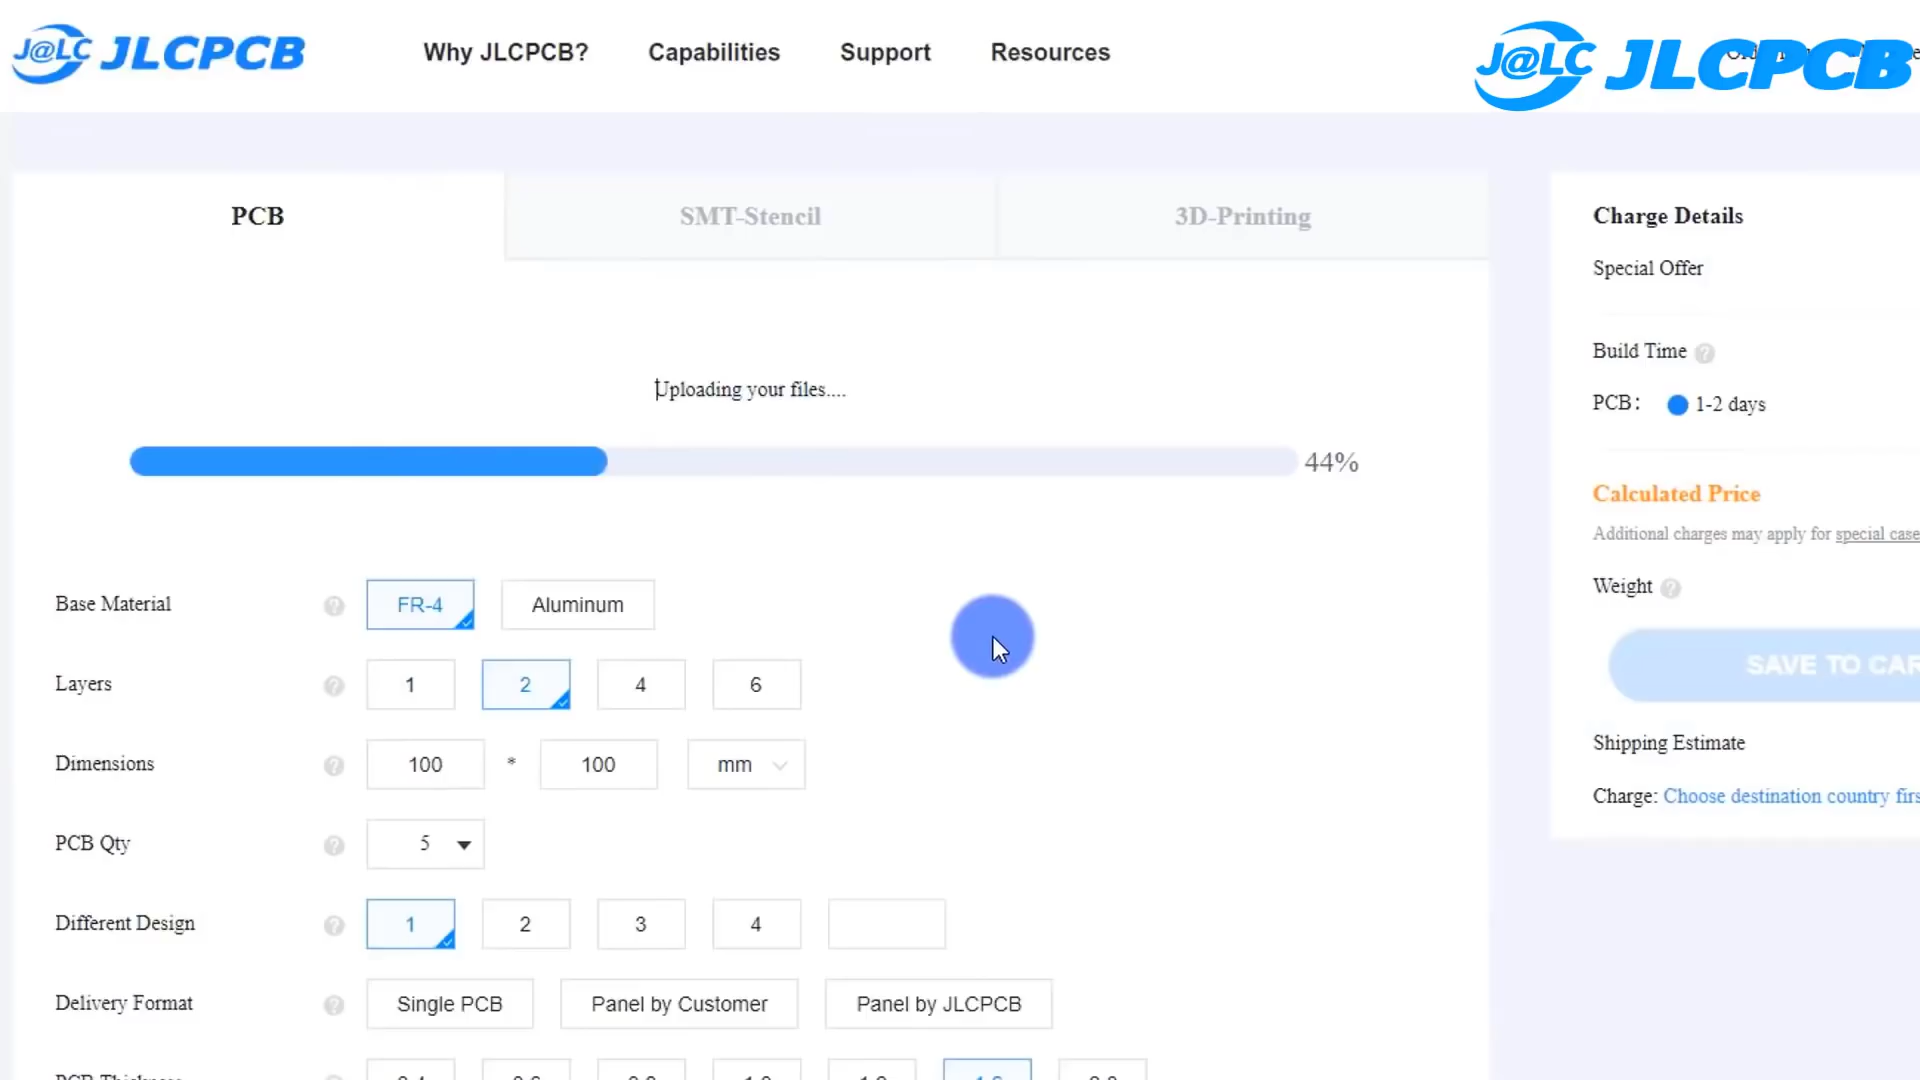 J@LC JLCPCB
Why JLCPCB?
Capabilities
Support
Resources
J@LC JLCPCB
PCB
SMT-Stencil
3D-Printing
Uploading your files....
44%
Base Material
FR-4
Aluminum
Layers
1
2
4
6
Dimensions
100
*
100
mm
PCB Qty
5
Different Design
1
2
3
4
Delivery Format
Single PCB
Panel by Customer
Panel by JLCPCB
Charge Details
Special Offer
Build Time
PCB:
1-2 days
Calculated Price
Additional charges may apply for special case
Weight
SAVE TO CAR
Shipping Estimate
Charge: Choose destination country firs